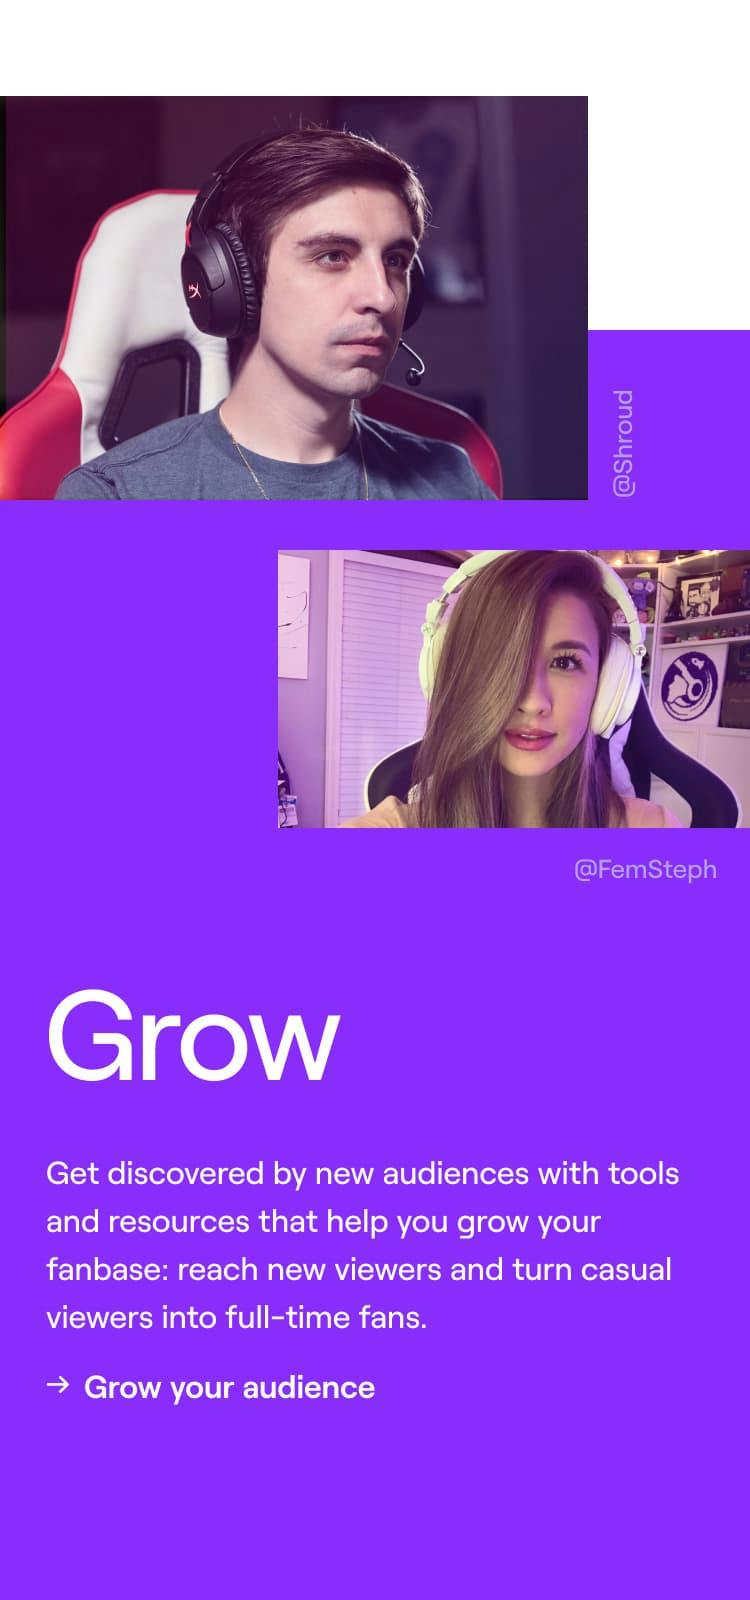 @Shroud
@FemSteph
Grow
Get discovered by new audiences with tools
and resources that help you grow your
fanbase: reach new viewers and turn casual
viewers into full-time fans.
→ Grow your audience